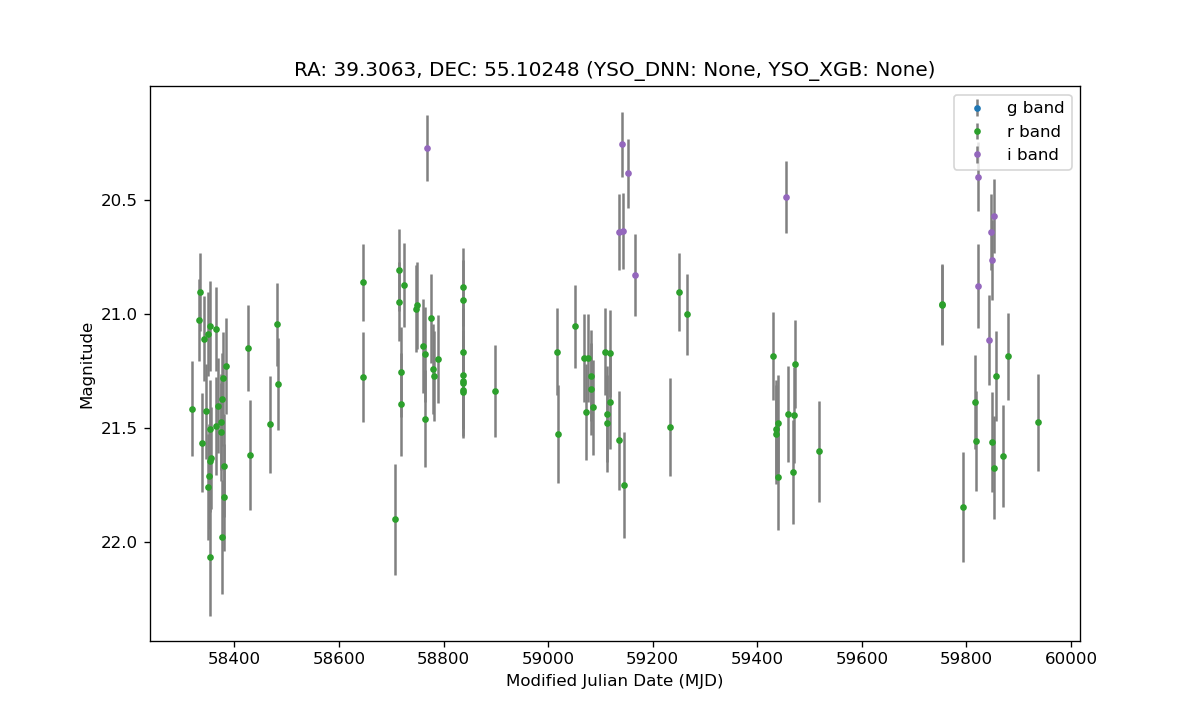 RA: 39.3063, DEC: 55.10248 (YSO_DNN: None, YSO_XGB: None)
g band
r band
i band
20.5
21.0
21.5
22.0
Magnitude
58400 58600 58800 59000 59200 59400 59600 59800 60000
Modified Julian Date (MJD)